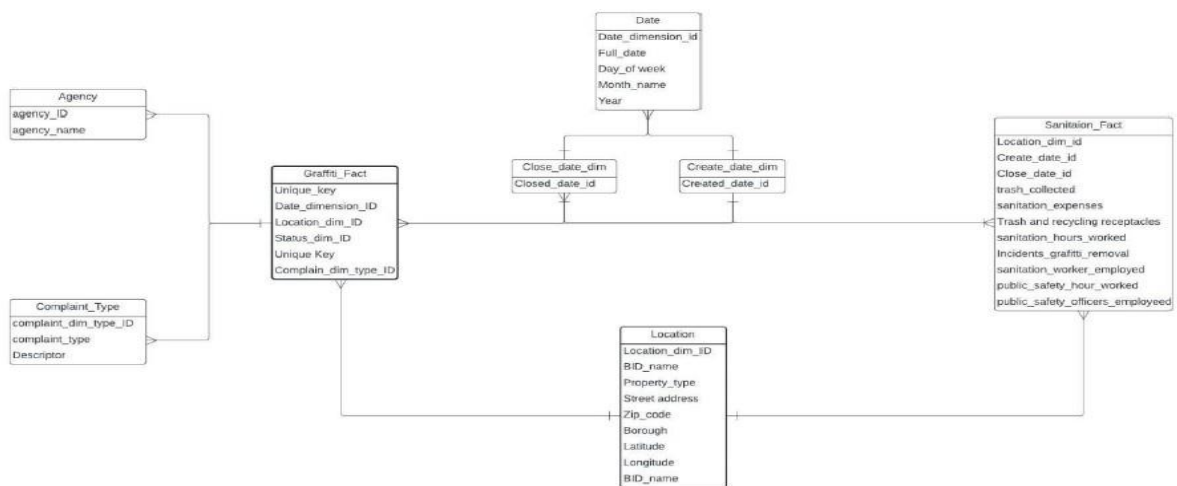 Date
Date_dimension_id
Full_date
Day_of week
Month_name
Year
Agency
agency_ID
agency_name
Close_date_dim
Closed_date_id
Create_date_dim
Created_date_id
Sanitaion_Fact
Location_dim_id
Create_date_id
Close_date_id
trash_collected
sanitation_expenses
Trash and recycling receptacles
sanitation_hours_worked
Incidents_grafitti_removal
sanitation_worker_employed
public_safety_hour_worked
public_safety_officers_employeed
Graffiti_Fact
Unique_key
Date_dimension_ID
Location_dim_ID
Status_dim_ID
Unique Key
Complain_dim_type_ID
Complaint_Type
complaint_dim_type_ID
complaint_type
Descriptor
Location
Location_dim_ID
BID_name
Property_type
Street address
Zip_code
Borough
Latitude
Longitude
BID_name